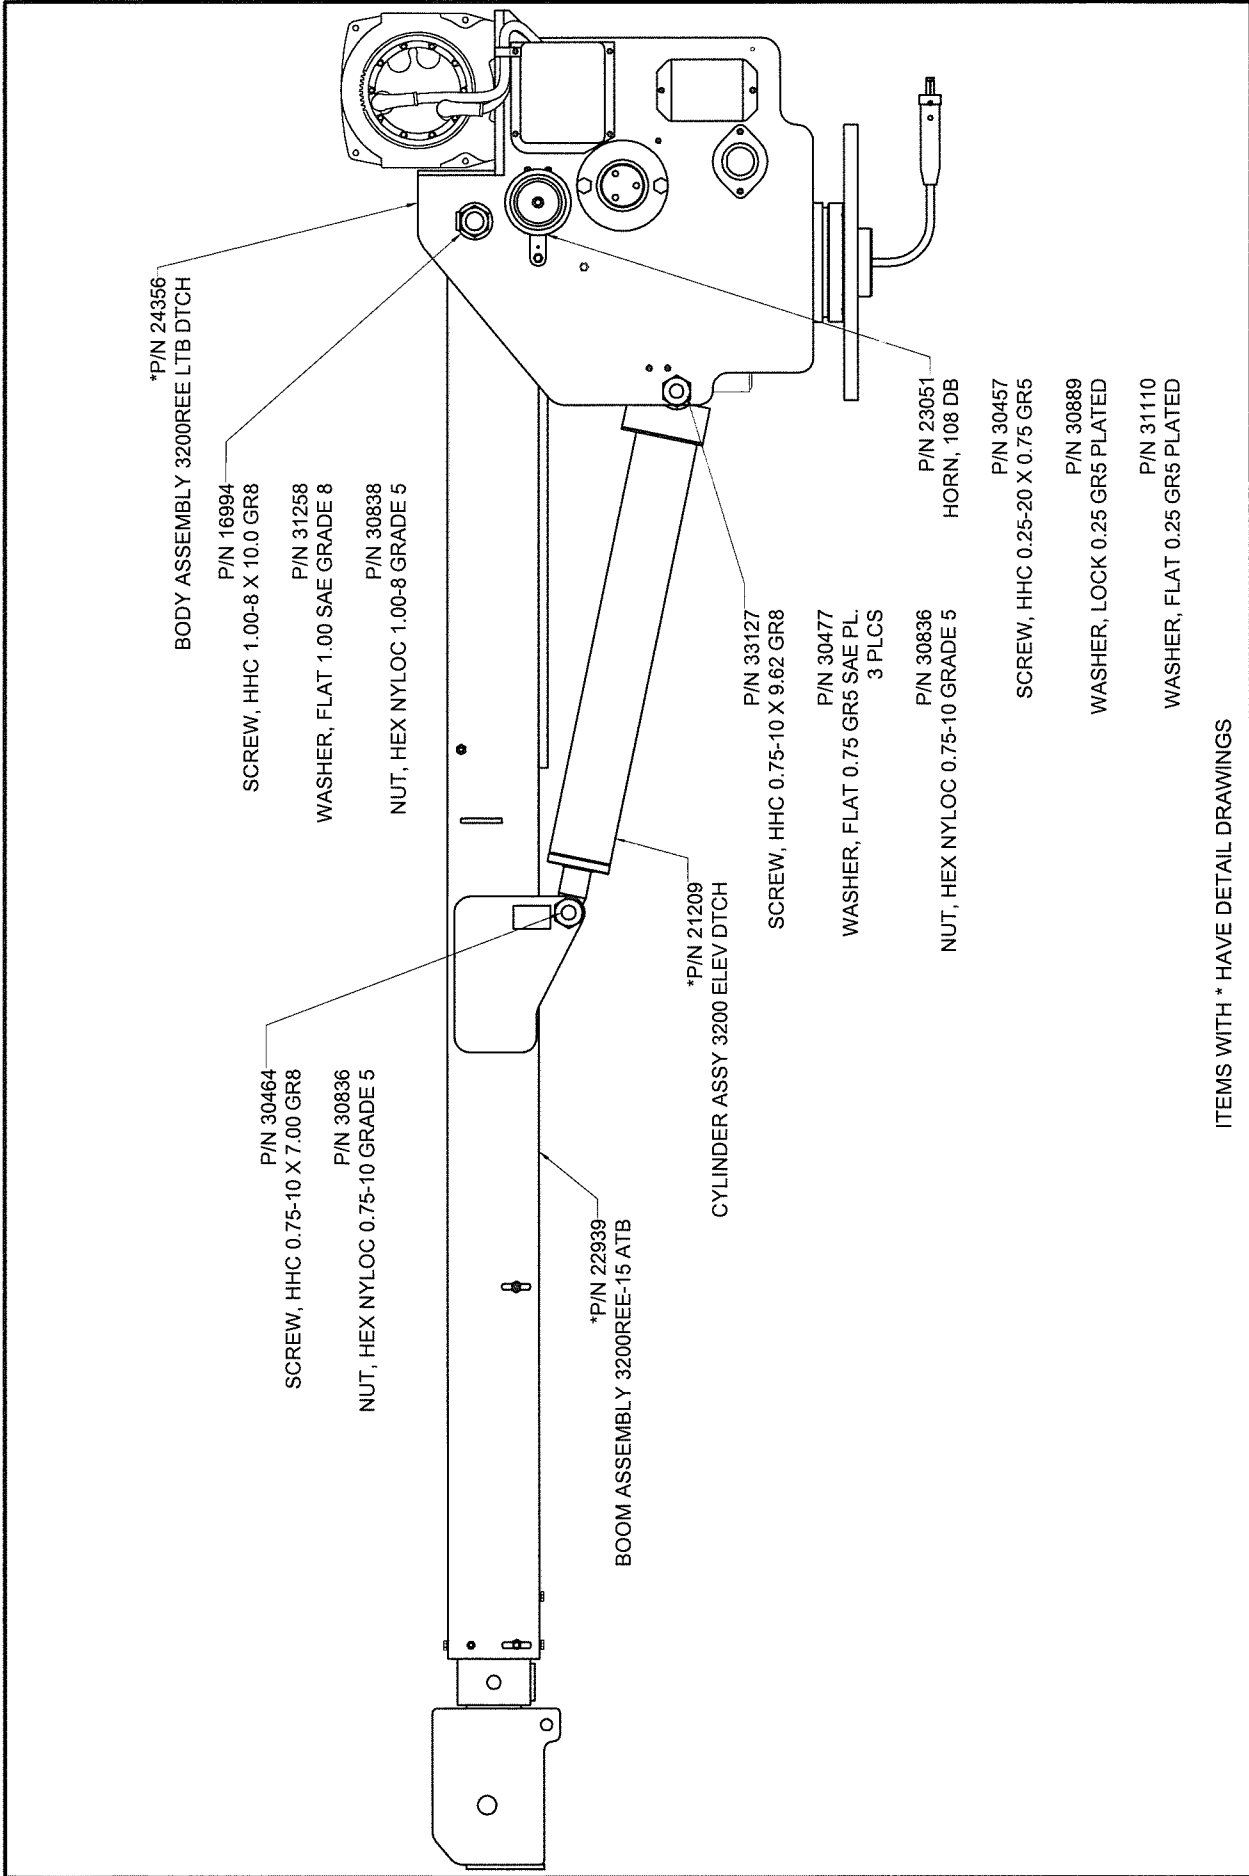 *P/N 24356
BODY ASSEMBLY 3200REE LTB DTCH
P/N 16994
SCREW, HHC 1.00-8 X 10.0 GR8
P/N 31258
WASHER, FLAT 1.00 SAE GRADE 8
P/N 30838
NUT, HEX NYLOC 1.00-8 GRADE 5
P/N 30464
SCREW, HHC 0.75-10 X 7.00 GR8
P/N 30836
NUT, HEX NYLOC 0.75-10 GRADE 5
*P/N 22939
BOOM ASSEMBLY 3200REE-15 ATB
*P/N 21209
CYLINDER ASSY 3200 ELEV DTCH
P/N 33127
SCREW, HHC 0.75-10 X 9.62 GR8
P/N 30477
WASHER, FLAT 0.75 GR5 SAE PL.
3 PLCS
P/N 30836
NUT, HEX NYLOC 0.75-10 GRADE 5
P/N 23051
HORN, 108 DB
P/N 30457
SCREW, HHC 0.25-20 X 0.75 GR5
P/N 30889
WASHER, LOCK 0.25 GR5 PLATED
P/N 31110
WASHER, FLAT 0.25 GR5 PLATED
ITEMS WITH * HAVE DETAIL DRAWINGS